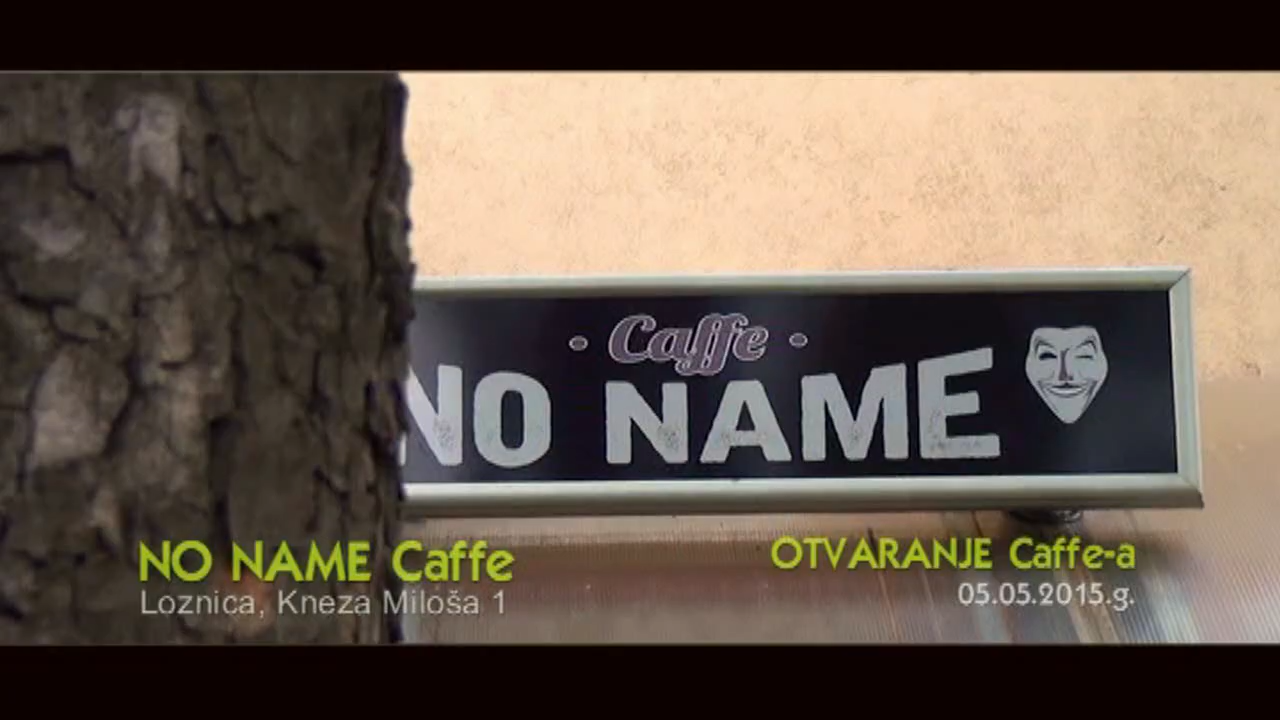 · Caffe ·
NO NAME
NO NAME Caffe
Loznica, Kneza Miloša 1
OTVARANJE Caffe-a
05.05.2015.g.